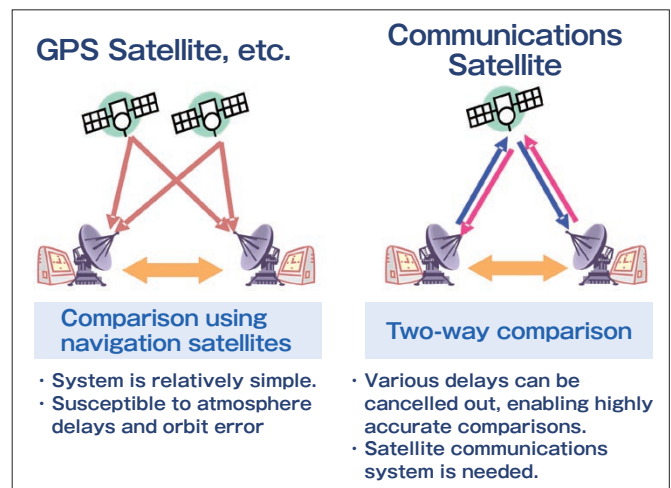 GPS Satellite, etc.
Comparison using
navigation satellites
・System is relatively simple.
・Susceptible to atmosphere
delays and orbit error
Communications
Satellite
Two-way comparison
・Various delays can be
cancelled out, enabling highly
accurate comparisons.
・Satellite communications
system is needed.